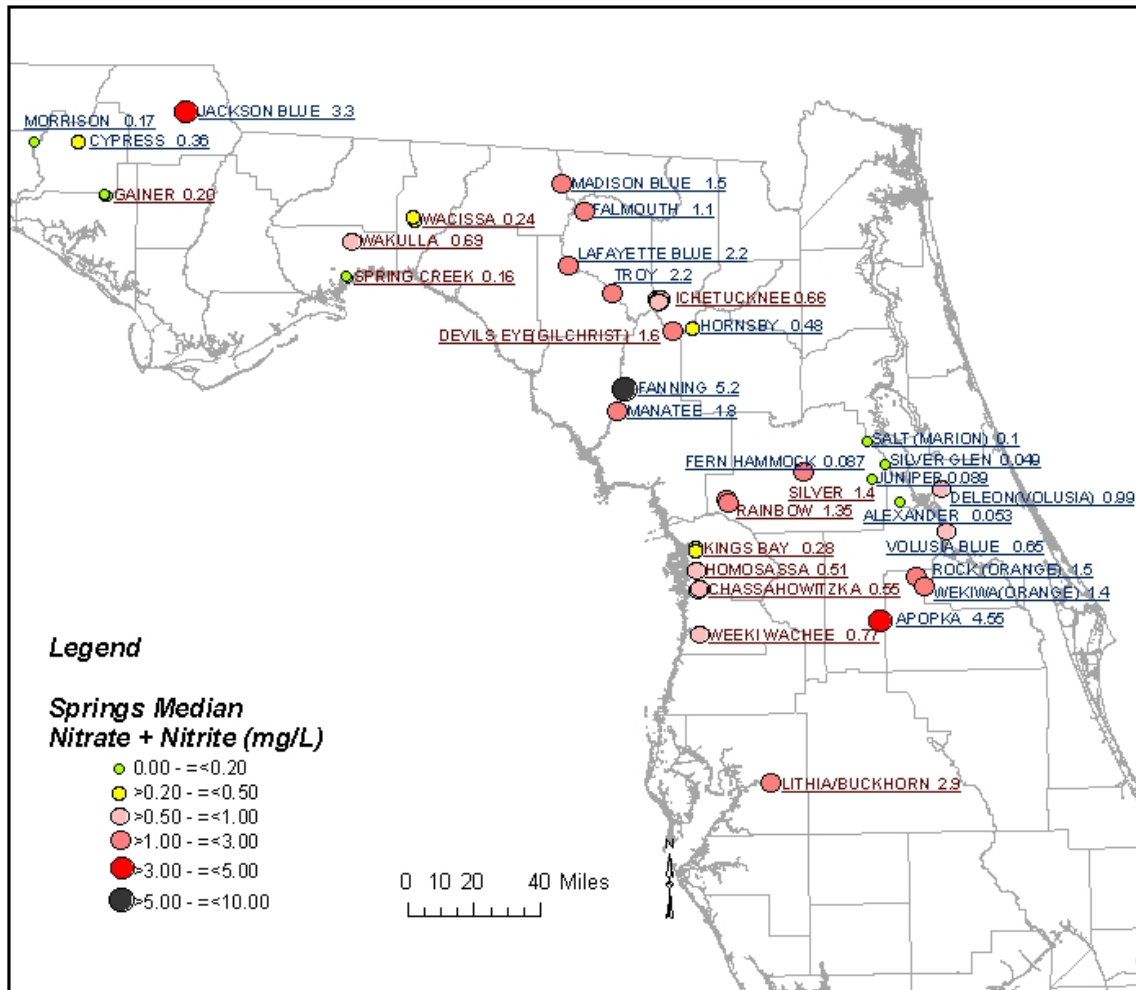 JACKSON BLUE 3.3
MORRISON 0.17
CYPRESS 0.36
GAINER 0.20
MADISON BLUE 1.5
FALMOUTH 1.1
WACISSA 0.24
WAKULLA 0.69
LAFAYETTE BLUE 2.2
SPRING CREEK 0.16
TROY 2.2
ICHETUCKNEE 0.66
HORNSBY 0.48
DEVILS EYE(GILCHRIST) 1.6
FANNING 5.2
MANATEE 1.8
SALT (MARION) 0.1
FERN HAMMOCK 0.087
SILVER GLEN 0.049
JUNIPER 0.089
SILVER 1.4
DELEON(VOLUSIA) 0.99
RAINBOW 1.35
ALEXANDER 0.053
VOLUSIA BLUE 0.65
KINGS BAY 0.28
HOMOSASSA 0.51
ROCK (ORANGE) 1.5
CHASSAHOWITZKA 0.55
WEKIWA(ORANGE) 1.4
APOPKA 4.55
WEEKI WACHEE 0.77
LITHIA/BUCKHORN 2.9
Legend
Springs Median
Nitrate + Nitrite (mg/L)
0.00 - =<0.20
>0.20 - =<0.50
>0.50 - =<1.00
>1.00 - =<3.00
>3.00 - =<5.00
>5.00 - =<10.00
0 10 20 40 Miles
N